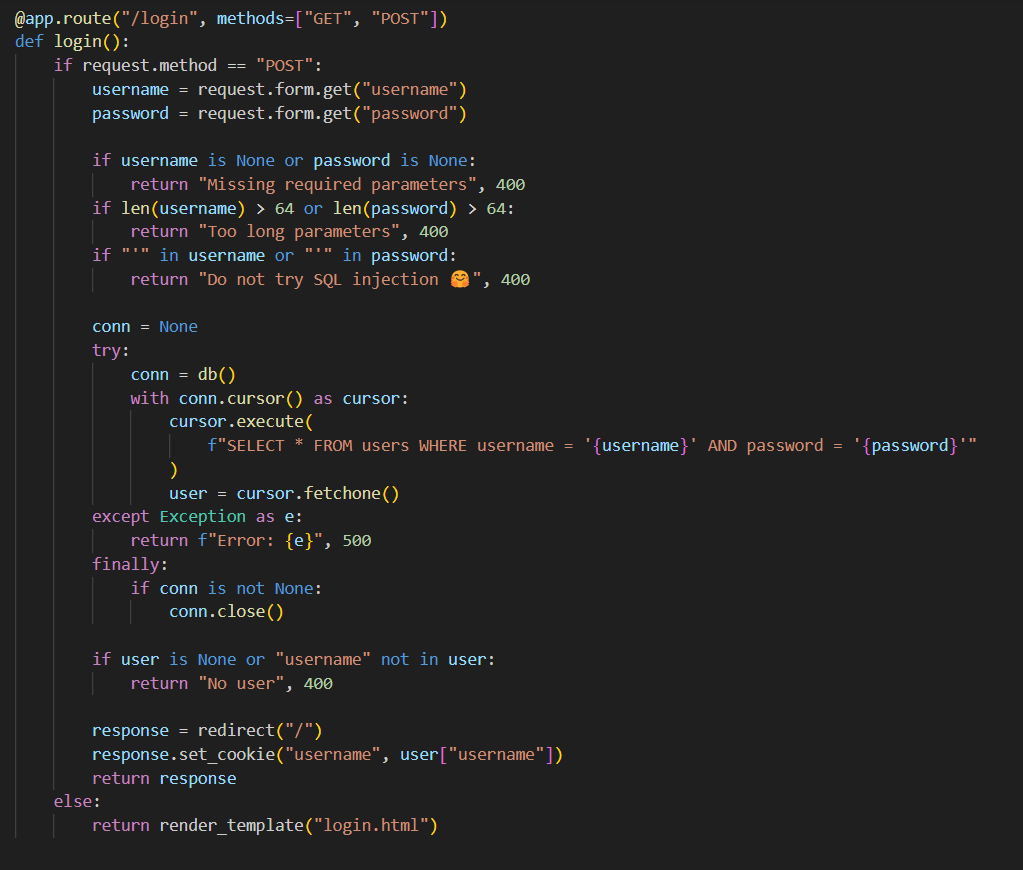 @app.route("/login", methods=["GET", "POST"])
def login():
    if request.method == "POST":
        username = request.form.get("username")
        password = request.form.get("password")

        if username is None or password is None:
            return "Missing required parameters", 400
        if len(username) > 64 or len(password) > 64:
            return "Too long parameters", 400
        if "'" in username or "'" in password:
            return "Do not try SQL injection 🤗", 400

        conn = None
        try:
            conn = db()
            with conn.cursor() as cursor:
                cursor.execute(
                    f"SELECT * FROM users WHERE username = '{username}' AND password = '{password}'"
                )
                user = cursor.fetchone()
        except Exception as e:
            return f"Error: {e}", 500
        finally:
            if conn is not None:
                conn.close()

        if user is None or "username" not in user:
            return "No user", 400

        response = redirect("/")
        response.set_cookie("username", user["username"])
        return response
    else:
        return render_template("login.html")